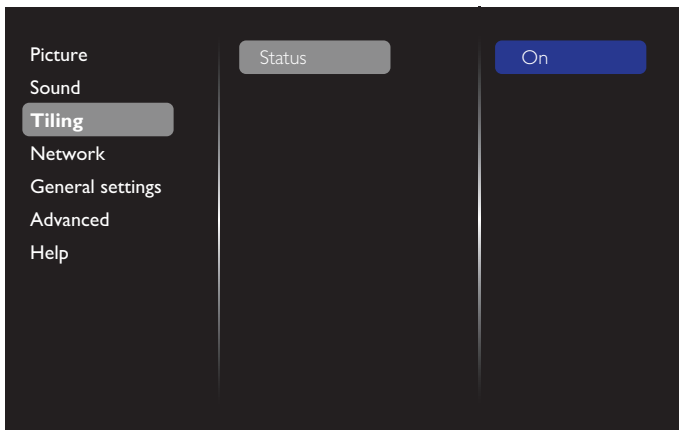 Picture
Sound
Tiling
Network
General settings
Advanced
Help
Status
On